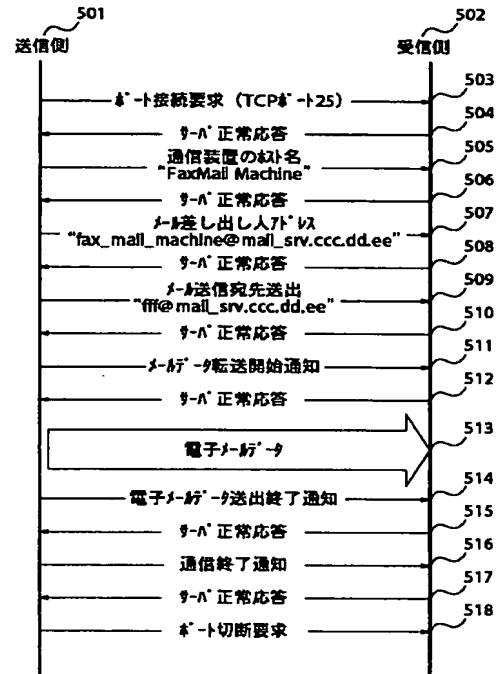 501
502
送信側
受信側
503
ﾎﾟｰﾄ接続要求（TCPﾎﾟｰﾄ25）
504
ｻｰﾊﾞ正常応答
505
通信装置のﾎｽﾄ名
"FaxMail Machine"
506
ｻｰﾊﾞ正常応答
507
ﾒｰﾙ差し出し人ｱﾄﾞﾚｽ
"fax_mail_machine@mail_srv.ccc.dd.ee"
508
ｻｰﾊﾞ正常応答
509
ﾒｰﾙ送信宛先送出
"fff@mail_srv.ccc.dd.ee"
510
ｻｰﾊﾞ正常応答
511
ﾒｰﾙﾃﾞｰﾀ転送開始通知
512
ｻｰﾊﾞ正常応答
513
電子ﾒｰﾙﾃﾞｰﾀ
514
電子ﾒｰﾙﾃﾞｰﾀ送出終了通知
515
ｻｰﾊﾞ正常応答
516
通信終了通知
517
ｻｰﾊﾞ正常応答
518
ﾎﾟｰﾄ切断要求